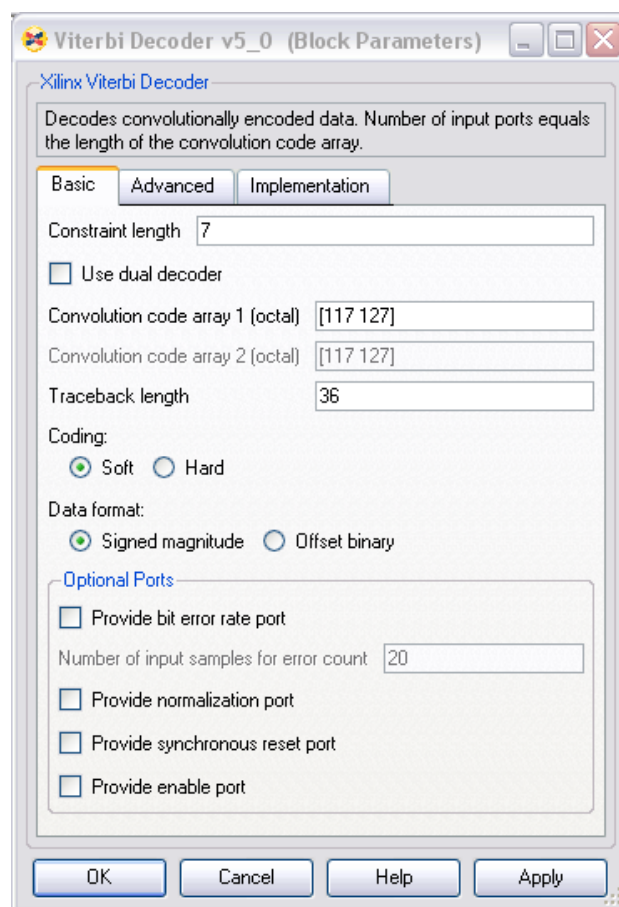 Viterbi Decoder v5_0 (Block Parameters)
Xilinx Viterbi Decoder
Decodes convolutionally encoded data. Number of input ports equals
the length of the convolution code array.
Basic Advanced Implementation
Constraint length 7
Use dual decoder
Convolution code array 1 (octal) [117 127]
Convolution code array 2 (octal) [117 127]
Traceback length 36
Coding:
Soft Hard
Data format:
Signed magnitude Offset binary
Optional Ports
Provide bit error rate port
Number of input samples for error count 20
Provide normalization port
Provide synchronous reset port
Provide enable port
OK Cancel Help Apply